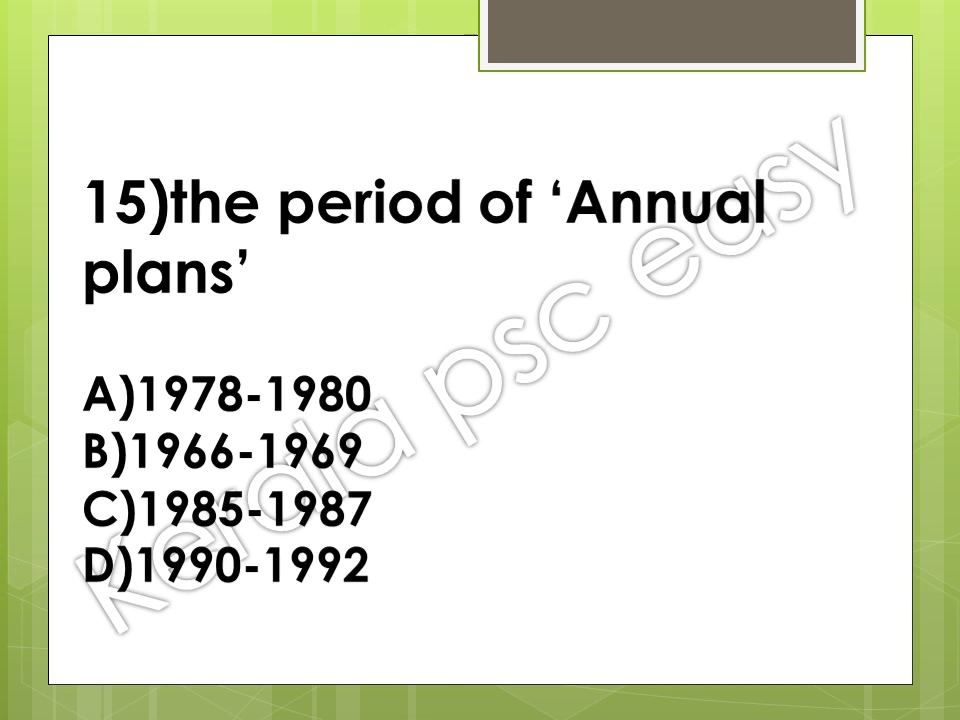 15)the period of ‘Annual
plans’
A)1978-1980
B)1966-1969
C)1985-1987
D)1990-1992
Kerala psc easy